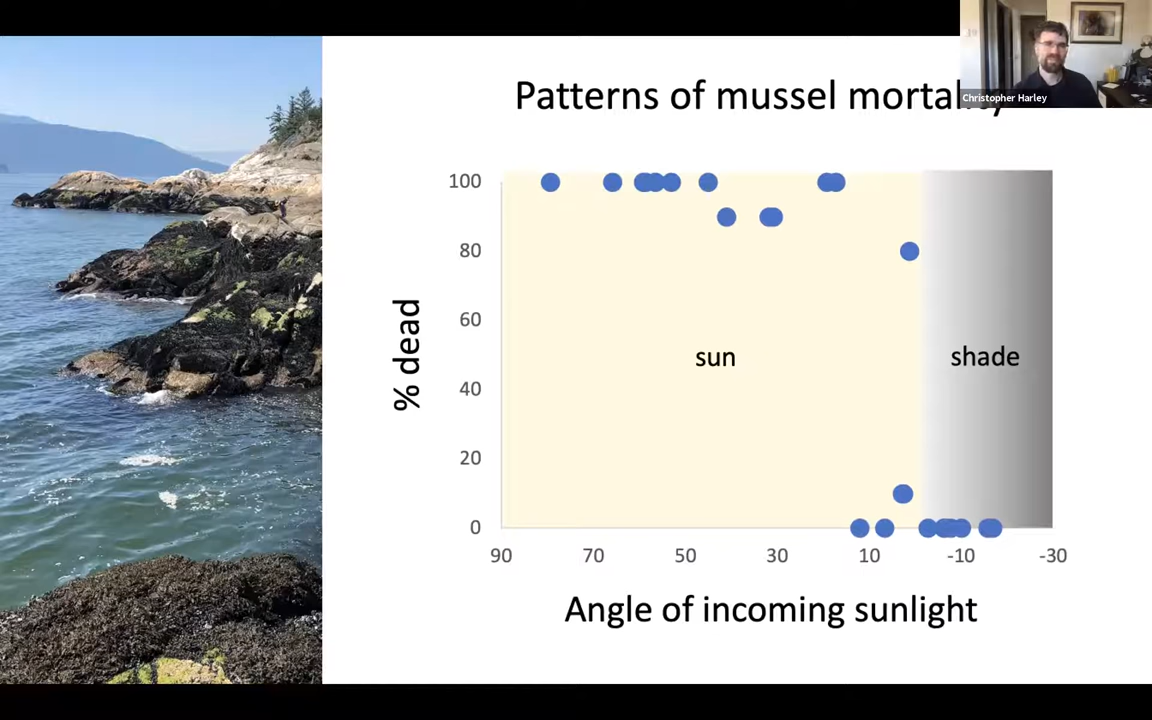 Christopher Harley
Patterns of mussel mortality
100
80
60
40
20
0
% dead
sun
shade
90
70
50
30
10
-10
-30
Angle of incoming sunlight